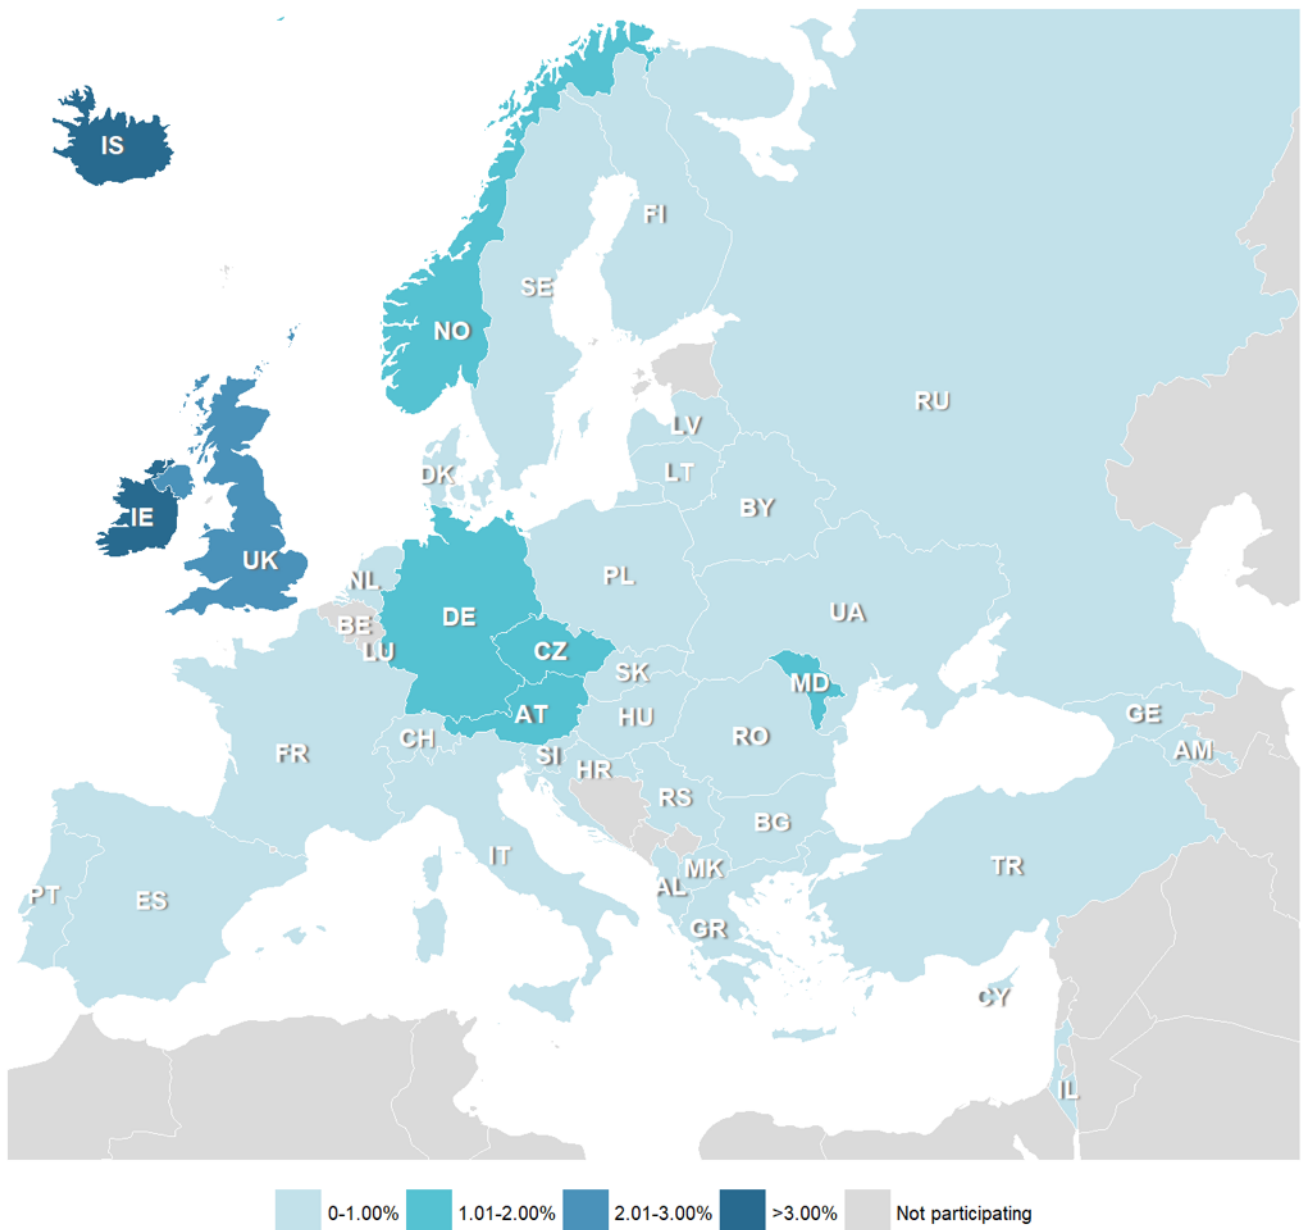 IS
FI
SE
NO
RU
LV
DK
LT
BY
IE
UK
NL
PL
DE
BE
UA
LU
CZ
SK
MD
AT
HU
GE
CH
RO
FR
SI
HR
AM
RS
BG
IT
MK
TR
AL
PT
ES
GR
CY
IL
0-1.00% 1.01-2.00% 2.01-3.00% >3.00% Not participating